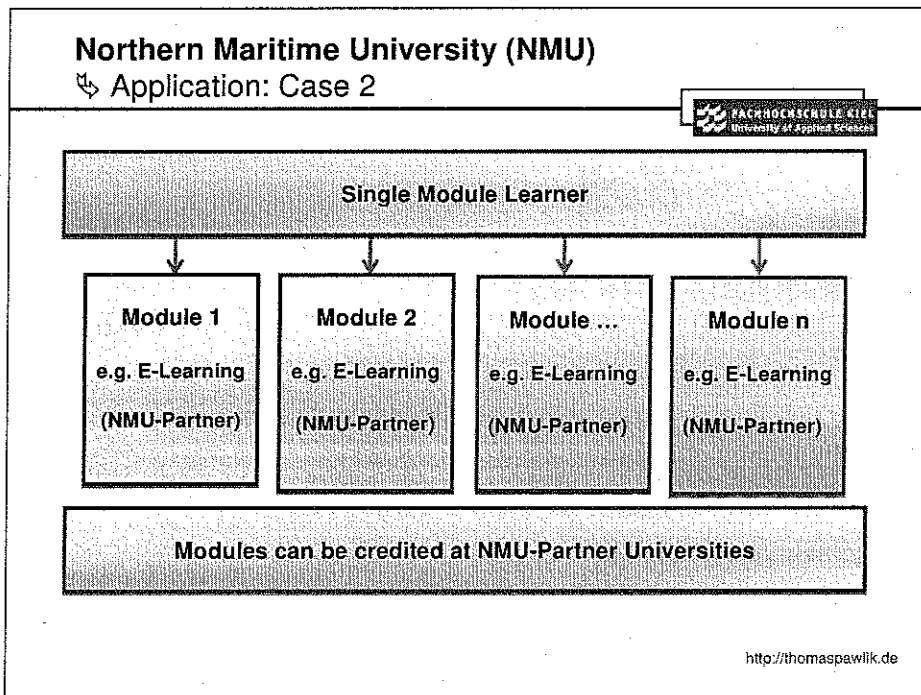 Northern Maritime University (NMU)
Application: Case 2
FACHHOCHSCHULE KIEL
University of Applied Sciences
Single Module Learner
Module 1
e.g. E-Learning
(NMU-Partner)
Module 2
e.g. E-Learning
(NMU-Partner)
Module ...
e.g. E-Learning
(NMU-Partner)
Module n
e.g. E-Learning
(NMU-Partner)
Modules can be credited at NMU-Partner Universities
http://thomaspawlik.de